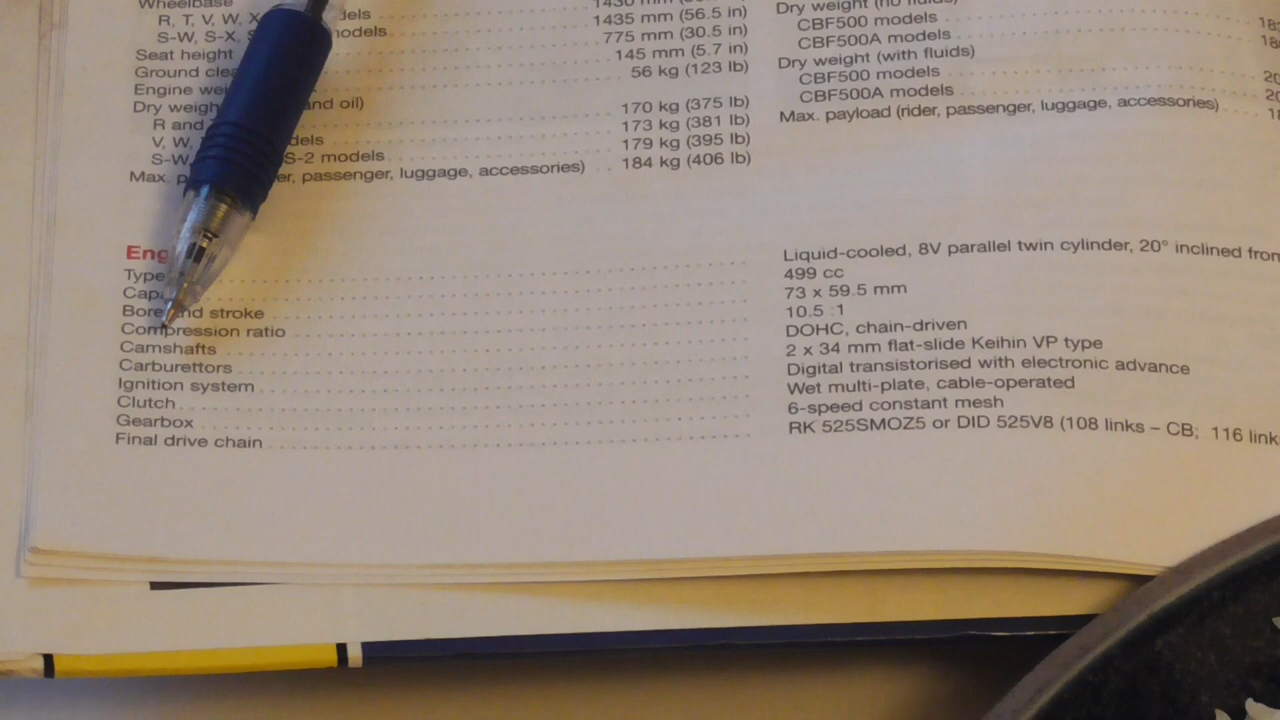 Wheelbase
R, T, V, W, X dels 1430 mm
S-W, S-X, odels 1435 mm (56.5 in)
Seat height 775 mm (30.5 in)
Ground clea 145 mm (5.7 in)
Engine wei 56 kg (123 lb)
Dry weigh and oil)
R and 170 kg (375 lb)
V, W, dels 173 kg (381 lb)
S-W, S-2 models 179 kg (395 lb)
Max. p er, passenger, luggage, accessories) 184 kg (406 lb)
Dry weight (no fluids)
CBF500 models
CBF500A models
Dry weight (with fluids)
CBF500 models
CBF500A models
Max. payload (rider, passenger, luggage, accessories)
Eng
Type Liquid-cooled, 8V parallel twin cylinder, 20° inclined from
Capa 499 cc
Bore and stroke 73 x 59.5 mm
Compression ratio 10.5 :1
Camshafts DOHC, chain-driven
Carburettors 2 x 34 mm flat-slide Keihin VP type
Ignition system Digital transistorised with electronic advance
Clutch Wet multi-plate, cable-operated
Gearbox 6-speed constant mesh
Final drive chain RK 525SMOZ5 or DID 525V8 (108 links – CB; 116 link